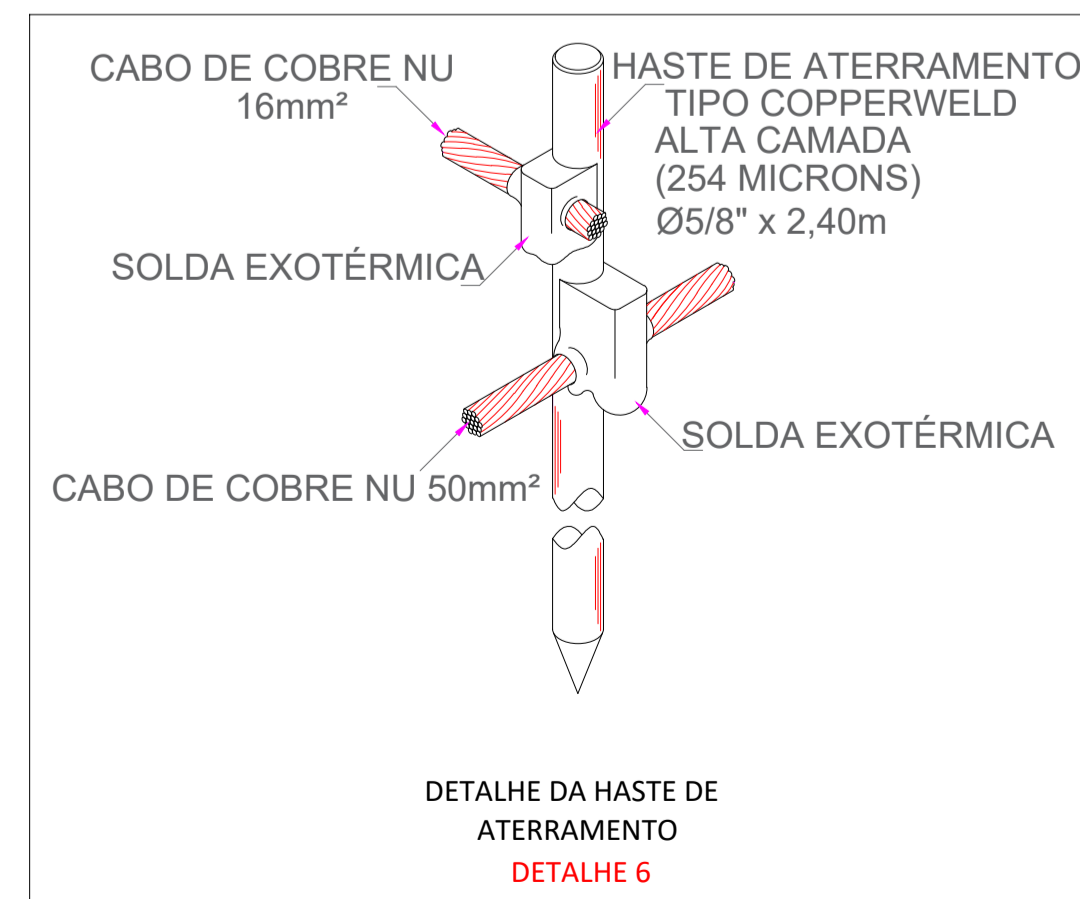 CABO DE COBRE NU
16mm²
HASTE DE ATERRAMENTO
TIPO COPPERWELD
ALTA CAMADA
(254 MICRONS)
Ø5/8" x 2,40m
SOLDA EXOTÉRMICA
SOLDA EXOTÉRMICA
CABO DE COBRE NU 50mm²
DETALHE DA HASTE DE
ATERRAMENTO
DETALHE 6